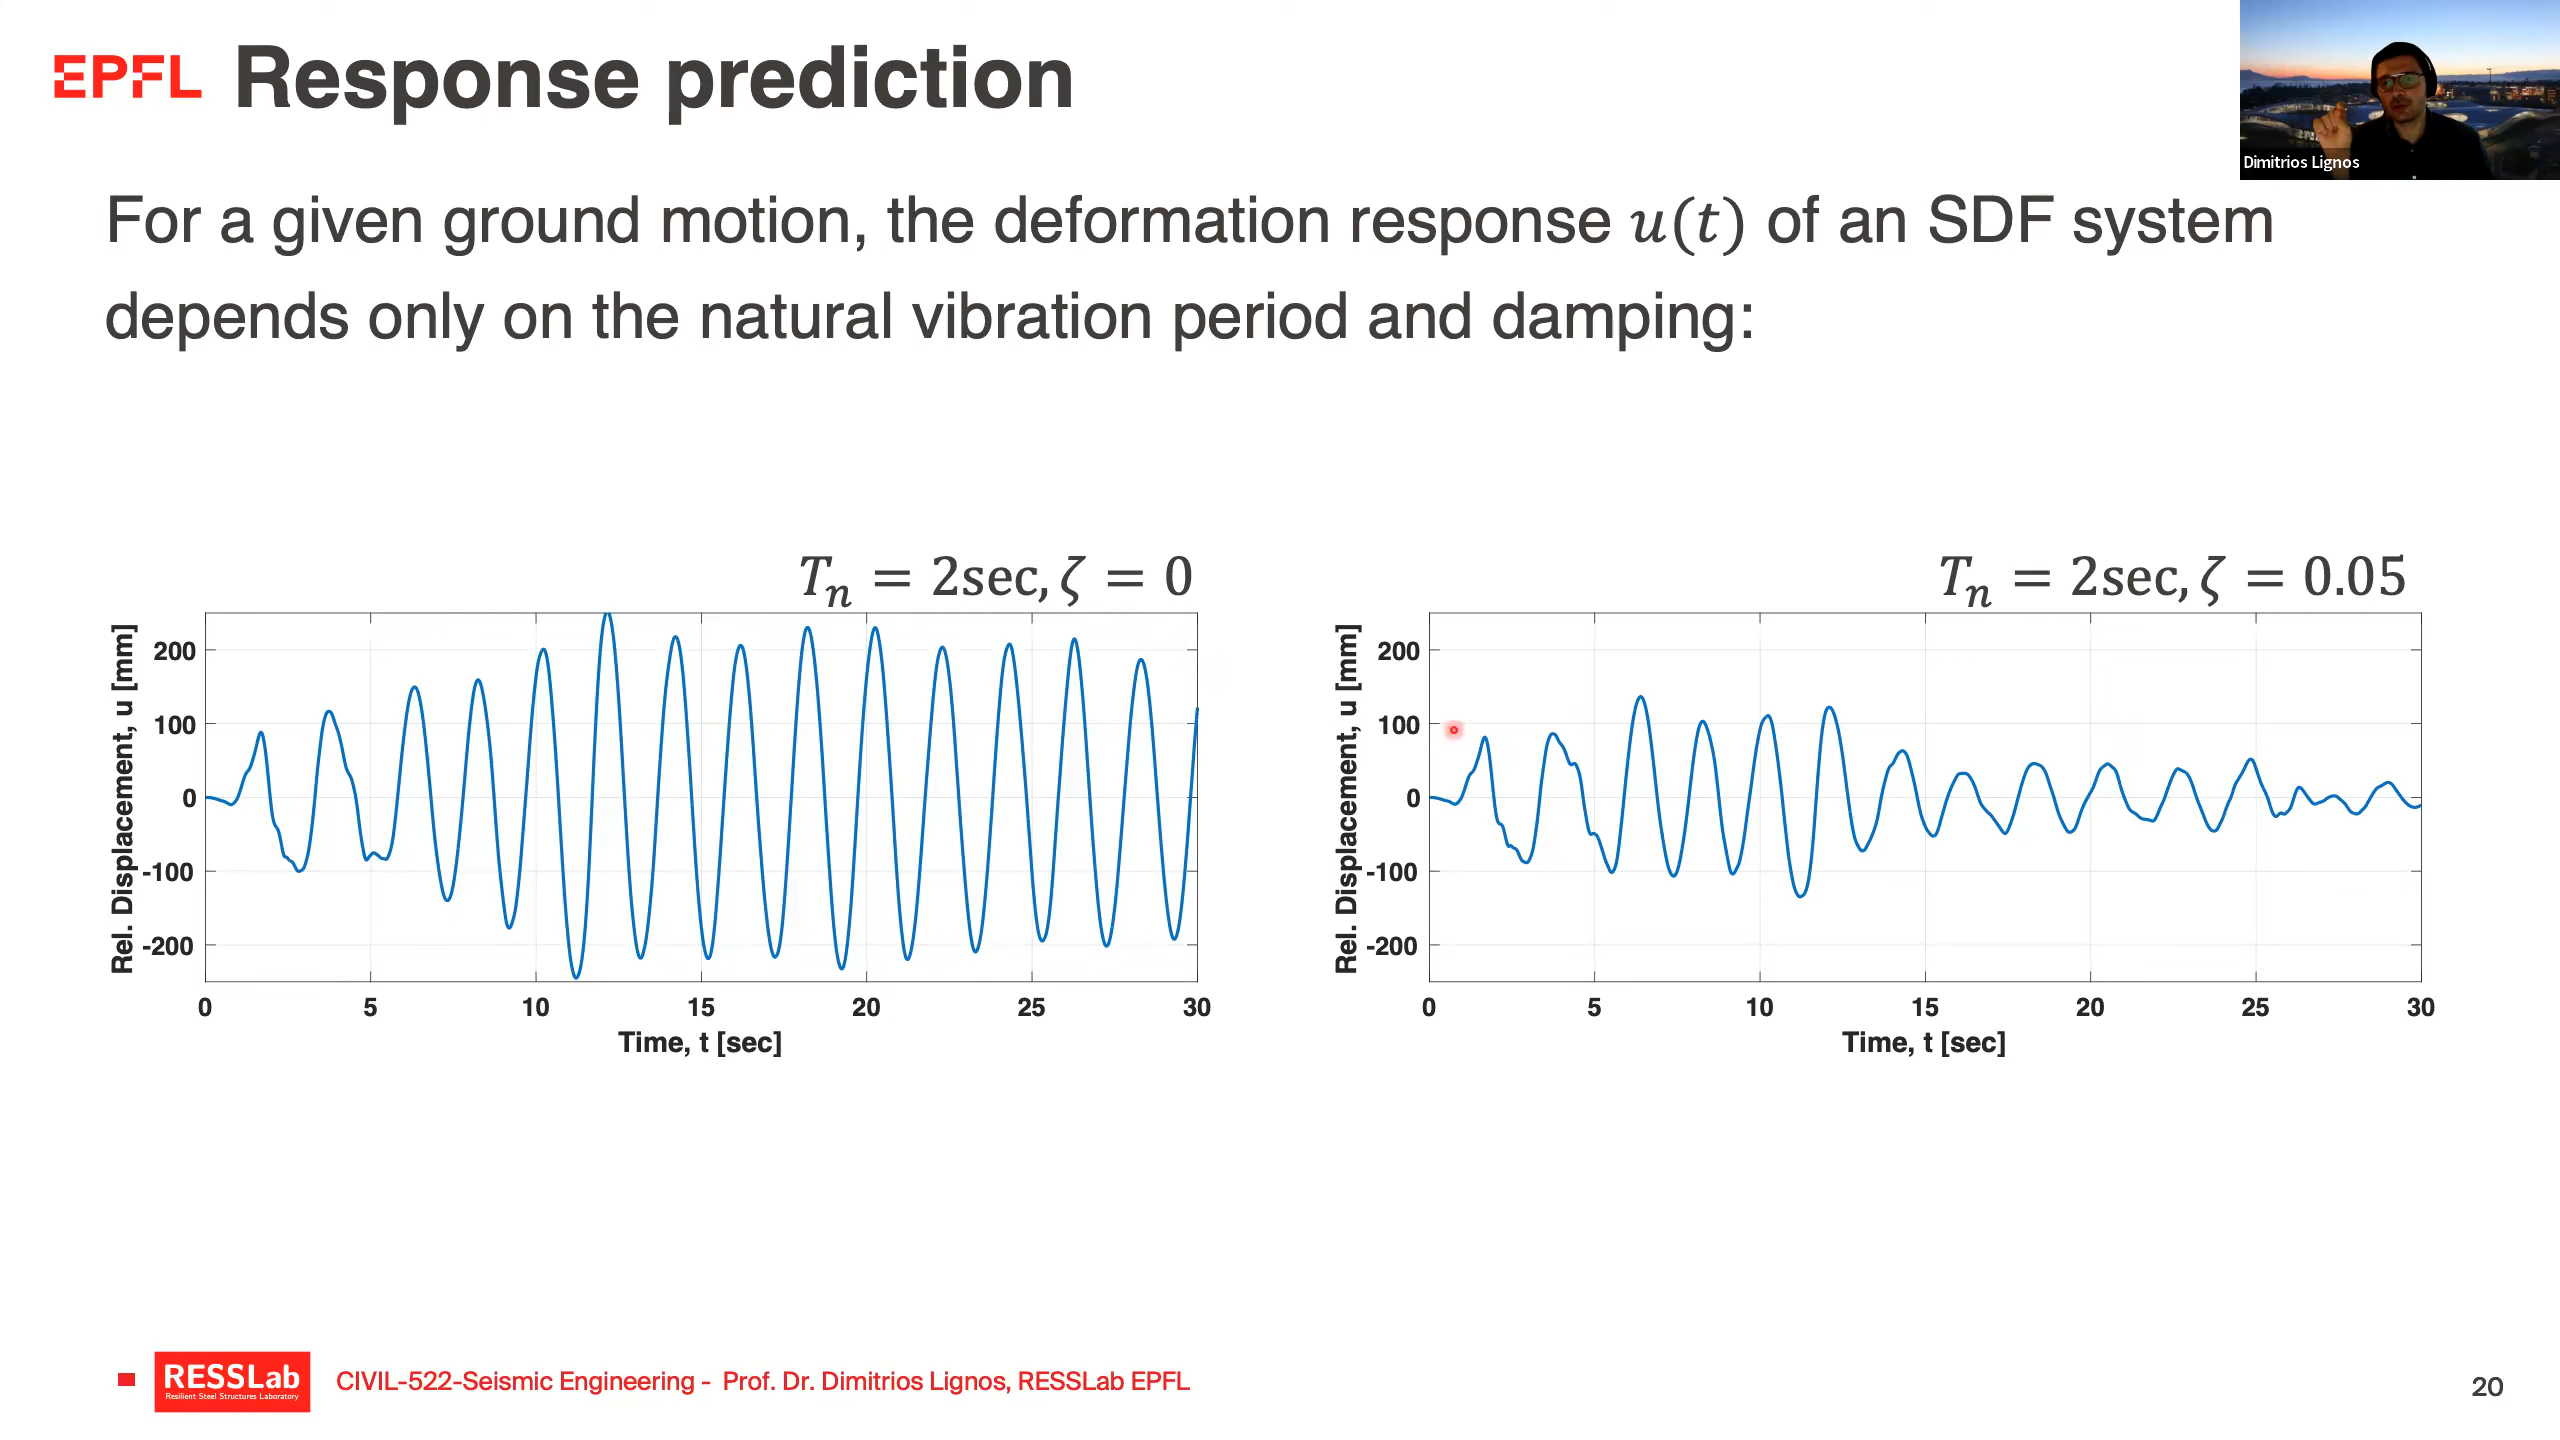 EPFL Response prediction
Dimitrios Lignos
For a given ground motion, the deformation response u(t) of an SDF system
depends only on the natural vibration period and damping:
Tₙ = 2sec, ζ = 0
Rel. Displacement, u [mm]
200
100
0
-100
-200
0 5 10 15 20 25 30
Time, t [sec]
Tₙ = 2sec, ζ = 0.05
Rel. Displacement, u [mm]
200
100
0
-100
-200
0 5 10 15 20 25 30
Time, t [sec]
RESSLab
Resilient Steel Structures Laboratory
CIVIL-522-Seismic Engineering - Prof. Dr. Dimitrios Lignos, RESSLab EPFL
20